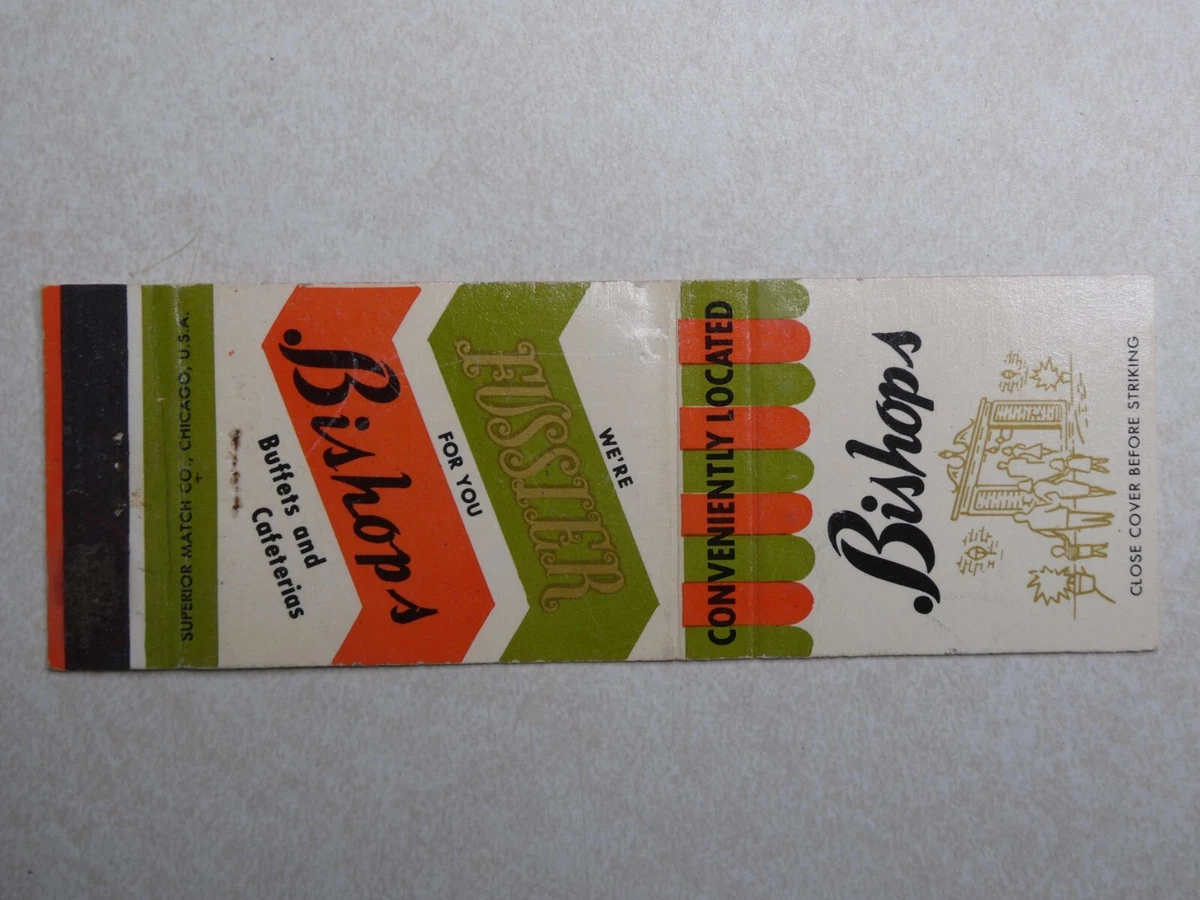 WE'RE
FUSSIER
FOR YOU
Bishops
Buffets and
Cafeterias
SUPERIOR MATCH CO., CHICAGO, U.S.A.
CONVENIENTLY LOCATED
Bishops
CLOSE COVER BEFORE STRIKING